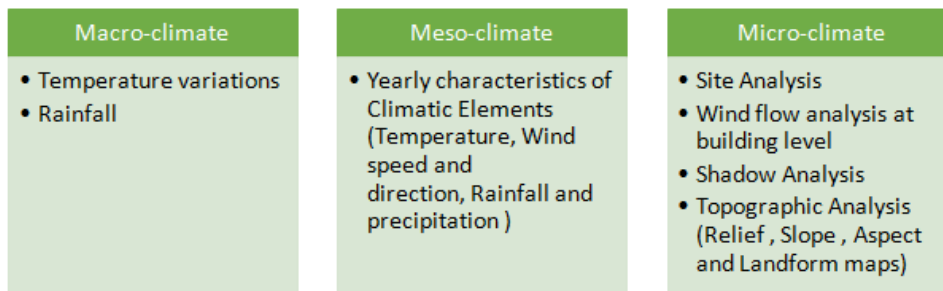 Macro-climate
• Temperature variations
• Rainfall
Meso-climate
• Yearly characteristics of
Climatic Elements
(Temperature, Wind
speed and
direction, Rainfall and
precipitation )
Micro-climate
• Site Analysis
• Wind flow analysis at
building level
• Shadow Analysis
• Topographic Analysis
(Relief , Slope , Aspect
and Landform maps)